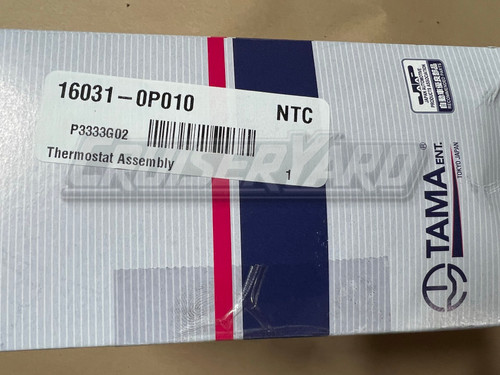 16031-0P010 NTC
P3333G02
Thermostat Assembly
1
CRUISERYARD
TAMA ENT.®
TOKYO JAPAN